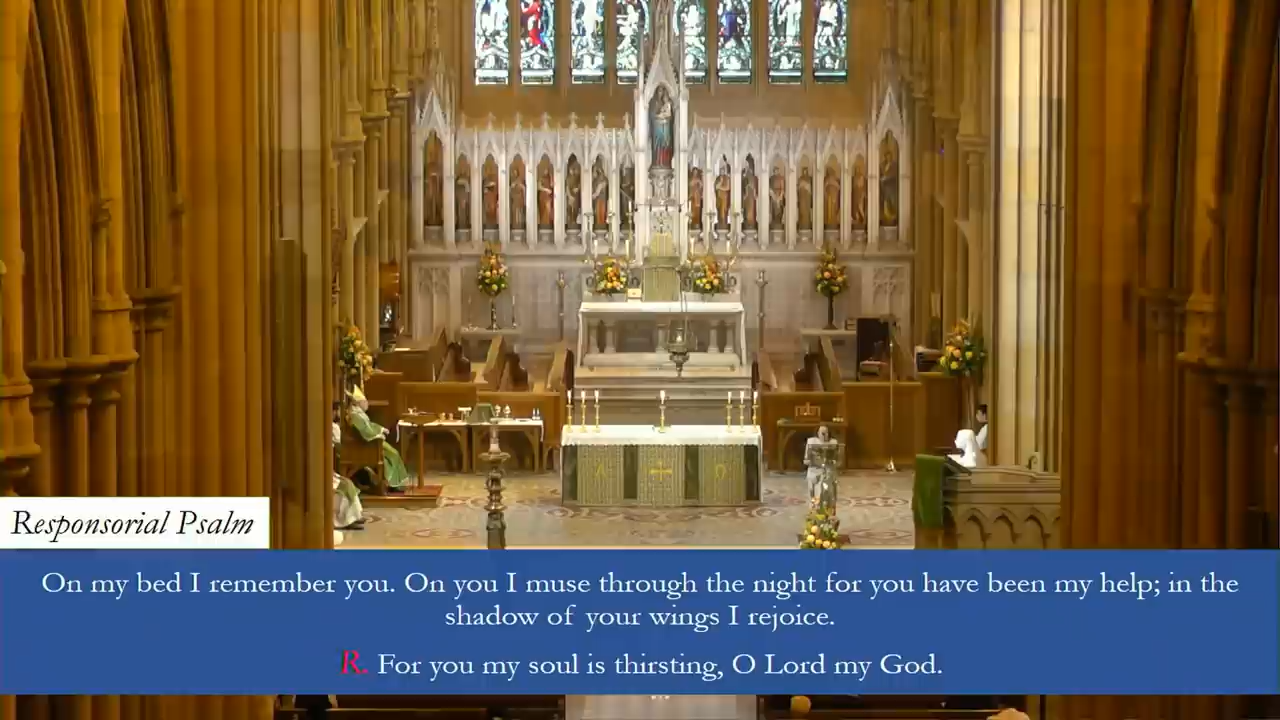 Responsorial Psalm
On my bed I remember you. On you I muse through the night for you have been my help; in the
shadow of your wings I rejoice.
R. For you my soul is thirsting, O Lord my God.